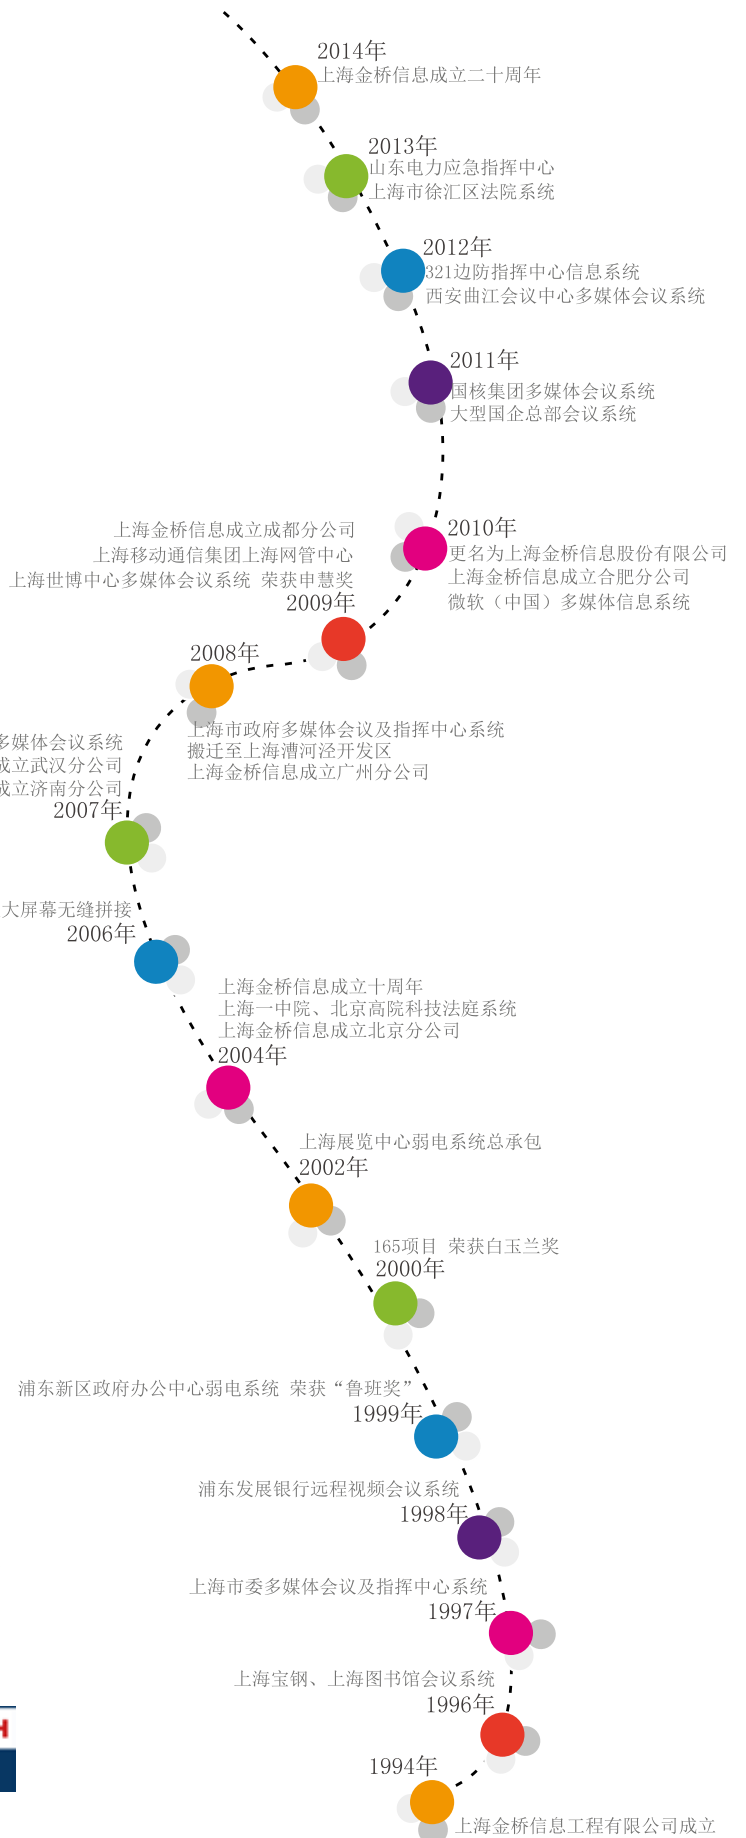 2014年
上海金桥信息成立二十周年
2013年
山东电力应急指挥中心
上海市徐汇区法院系统
2012年
321边防指挥中心信息系统
西安曲江会议中心多媒体会议系统
2011年
国核集团多媒体会议系统
大型国企总部会议系统
2010年
更名为上海金桥信息股份有限公司
上海金桥信息成立合肥分公司
微软（中国）多媒体信息系统
上海金桥信息成立成都分公司
上海移动通信集团上海网管中心
上海世博中心多媒体会议系统 荣获申慧奖
2009年
2008年
上海市政府多媒体会议及指挥中心系统
搬迁至上海漕河泾开发区
上海金桥信息成立广州分公司
多媒体会议系统
成立武汉分公司
成立济南分公司
2007年
大屏幕无缝拼接
2006年
上海金桥信息成立十周年
上海一中院、北京高院科技法庭系统
上海金桥信息成立北京分公司
2004年
上海展览中心弱电系统总承包
2002年
165项目 荣获白玉兰奖
2000年
浦东新区政府办公中心弱电系统 荣获“鲁班奖”
1999年
浦东发展银行远程视频会议系统
1998年
上海市委多媒体会议及指挥中心系统
1997年
上海宝钢、上海图书馆会议系统
1996年
1994年
上海金桥信息工程有限公司成立